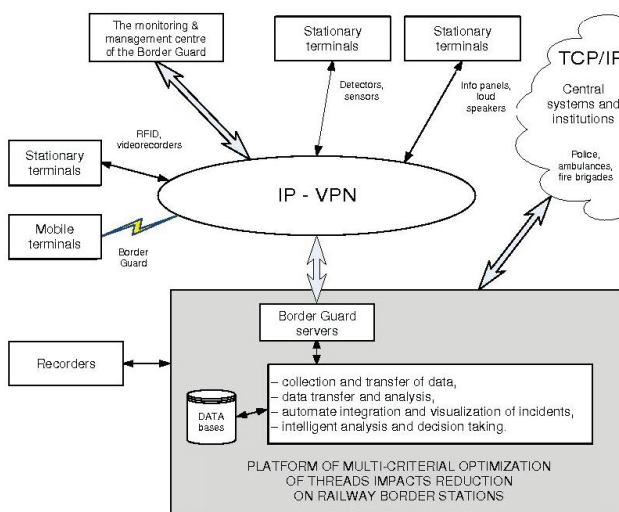 The monitoring &
management centre
of the Border Guard
Stationary
terminals
Stationary
terminals
TCP/IP
Central
systems and
institutions
Police,
ambulances,
fire brigades
Detectors,
sensors
Info panels,
loud
speakers
RFID,
videorecorders
Stationary
terminals
IP - VPN
Mobile
terminals
Border
Guard
Border Guard
servers
Recorders
DATA
bases
– collection and transfer of data,
– data transfer and analysis,
– automate integration and visualization of incidents,
– intelligent analysis and decision taking.
PLATFORM OF MULTI-CRITERIAL OPTIMIZATION
OF THREADS IMPACTS REDUCTION
ON RAILWAY BORDER STATIONS